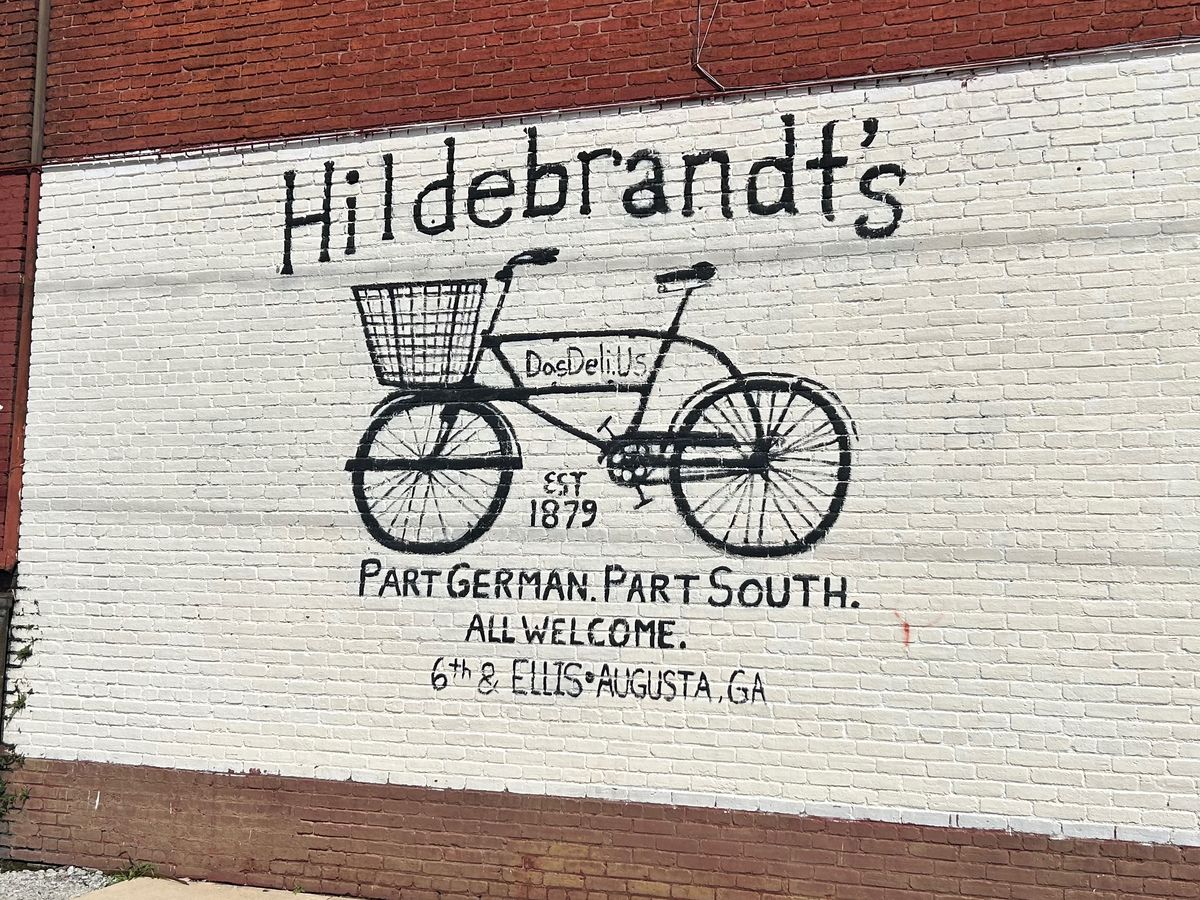 Hildebrandt's
DasDeli.Us
EST
1879
PART GERMAN. PART SOUTH.
ALL WELCOME.
6th & ELLIS•AUGUSTA, GA